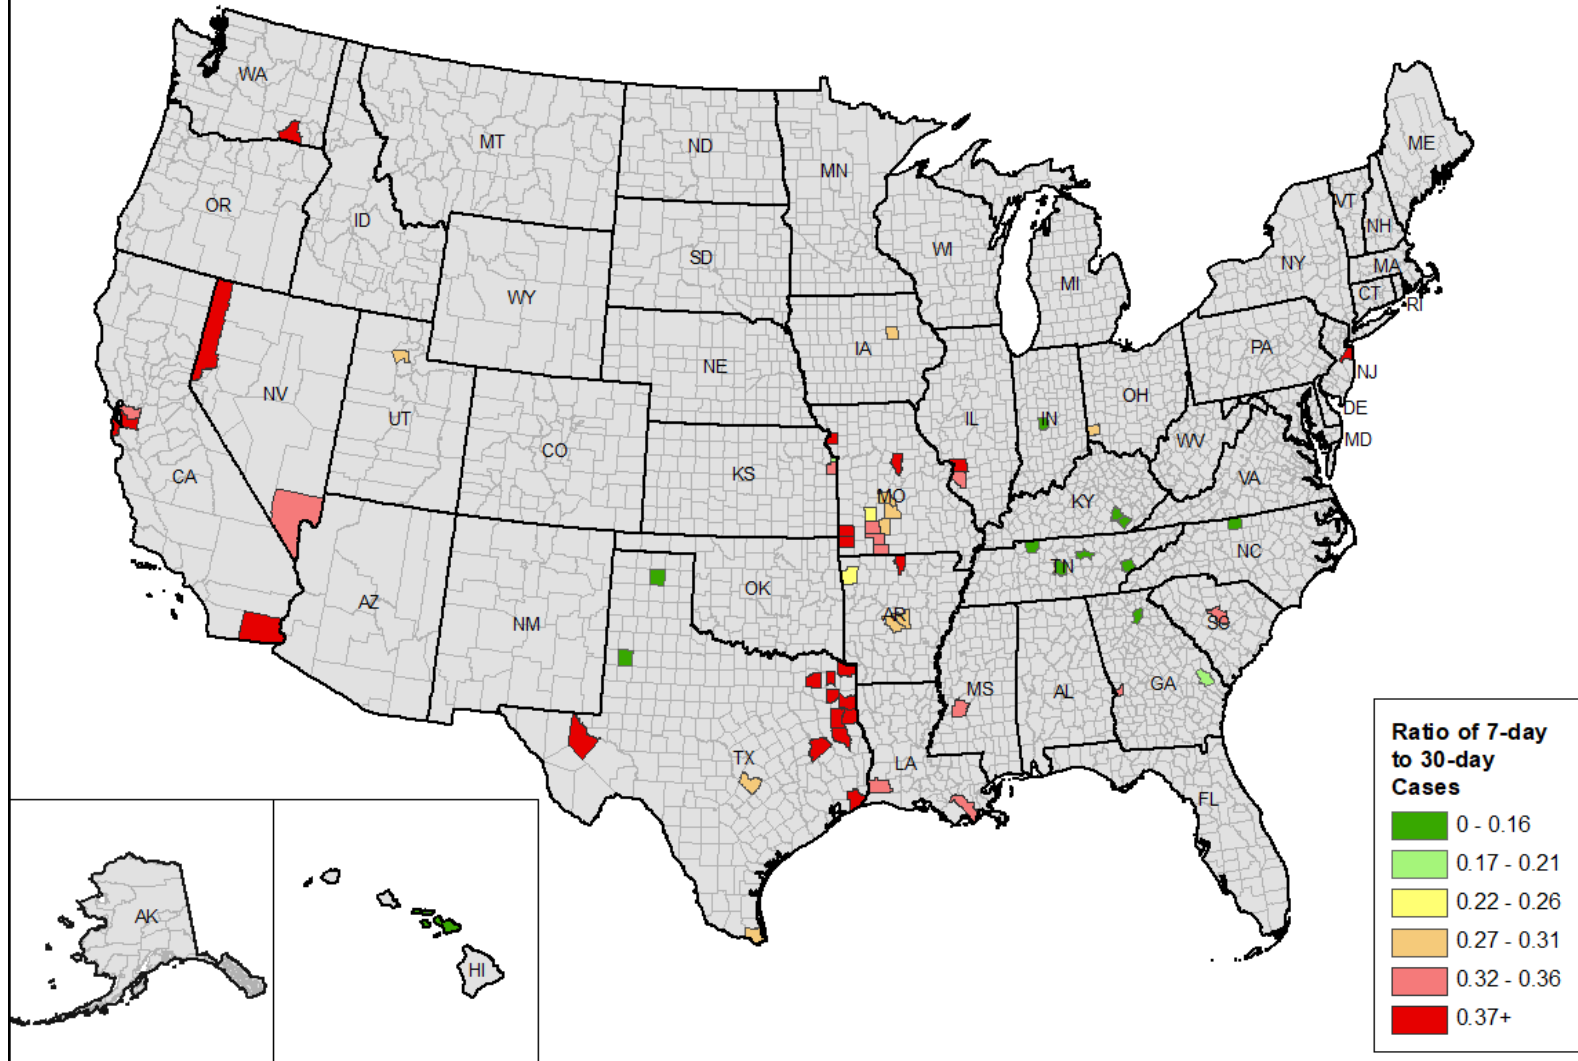 WA
MT
ND
MN
ME
OR
ID
SD
WI
MI
VT
NH
NY
MA
CT
RI
WY
IA
NE
PA
NJ
NV
UT
CO
IL
IN
OH
DE
MD
WV
CA
KS
MO
KY
VA
AZ
NM
OK
AR
TN
NC
SC
MS
AL
GA
TX
LA
FL
AK
HI
Ratio of 7-day
to 30-day
Cases
0 - 0.16
0.17 - 0.21
0.22 - 0.26
0.27 - 0.31
0.32 - 0.36
0.37+